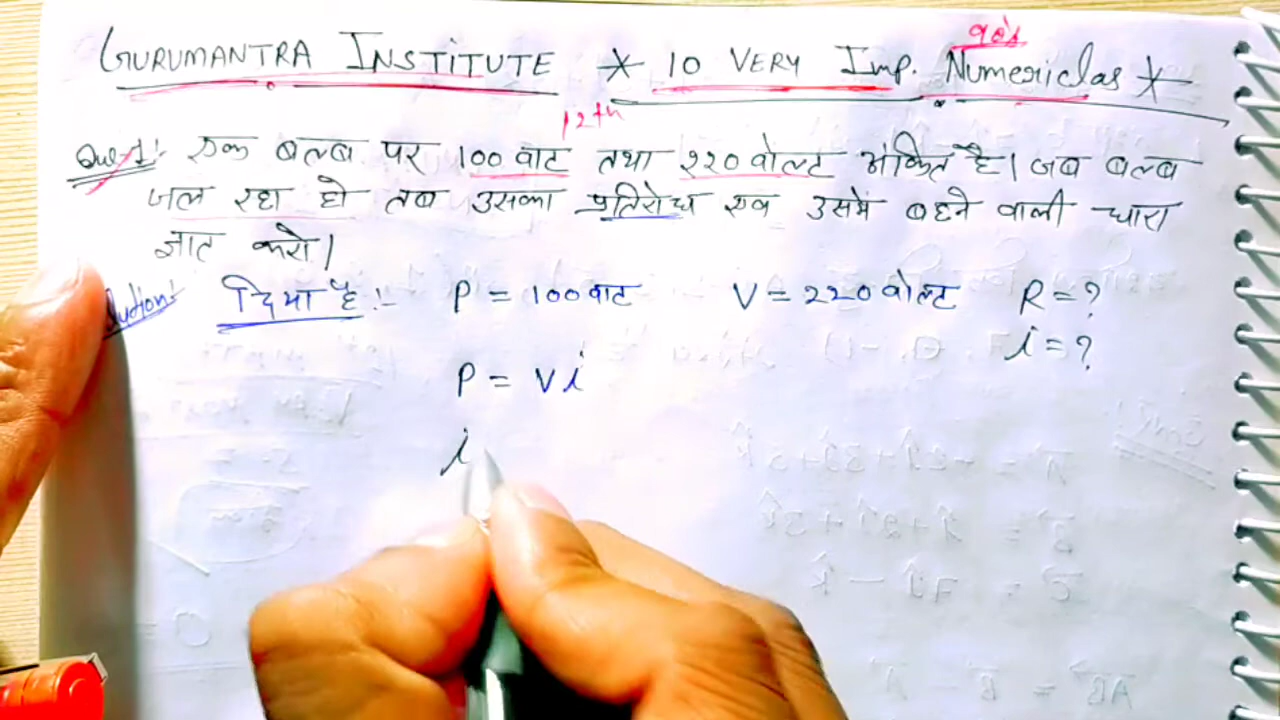 GURUMANTRA INSTITUTE * 10 VERY Imp. Numericlas *
12th
Que-1:- एक बल्ब पर 100 वाट तथा 220 वोल्ट अंकित है। जब बल्ब
जल रहा हो तब उसका प्रतिरोध एवं उसमें बहने वाली धारा
ज्ञात करो।
दिया है:- P = 100 वाट V = 220 वोल्ट R = ?
i = ?
P = Vi
i